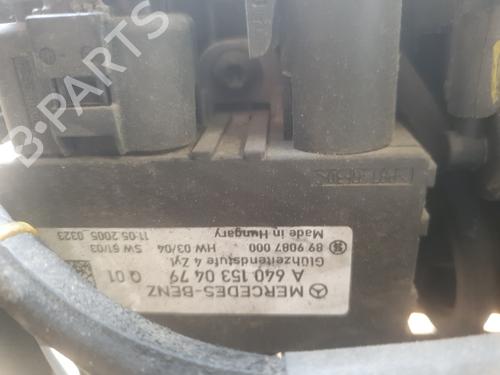 MERCEDES-BENZ
A 640 153 04 79 Q 01
Glühzeitendstufe 4 Zyl
89 9087 000 HW 03/04 SW 51/03
Made in Hungary 11.05.2005 0323
B-PARTS